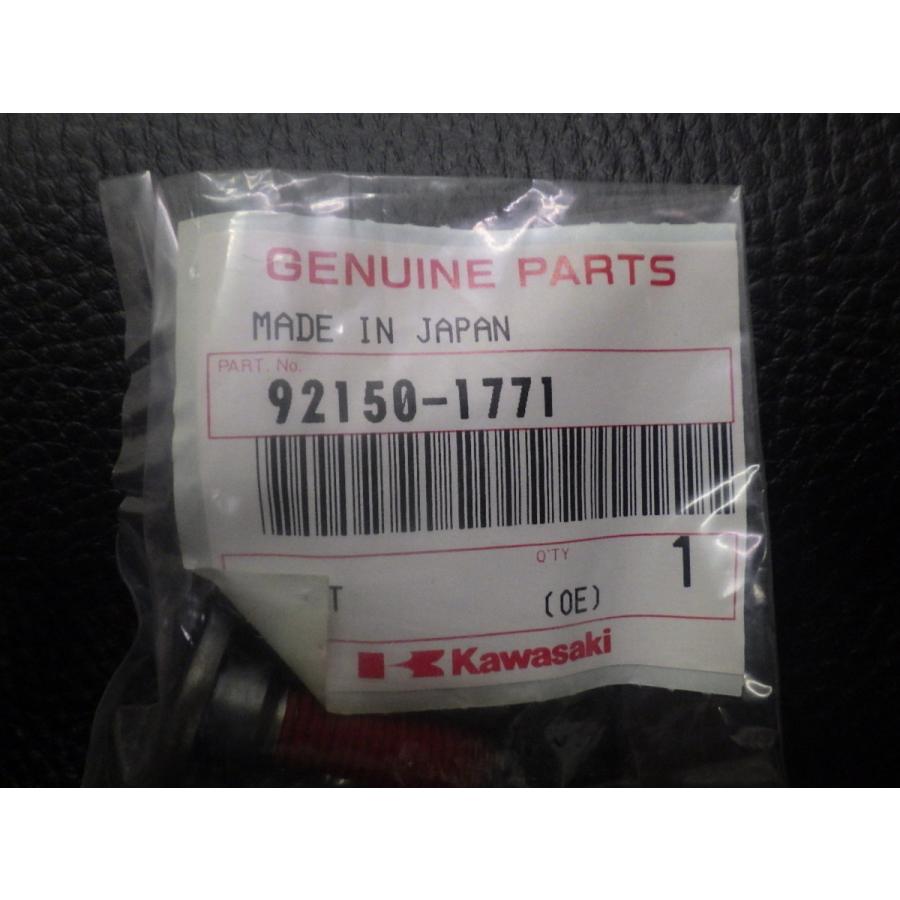 GENUINE PARTS
MADE IN JAPAN
PART. No.
92150-1771
Q'TY 1
T (OE)
Kawasaki